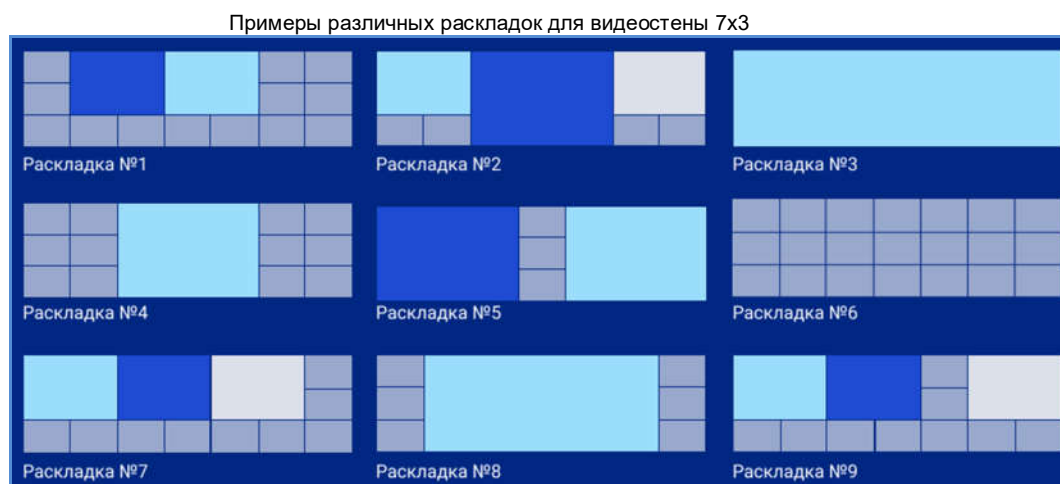 Примеры различных раскладок для видеостены 7x3
Раскладка №1
Раскладка №2
Раскладка №3
Раскладка №4
Раскладка №5
Раскладка №6
Раскладка №7
Раскладка №8
Раскладка №9